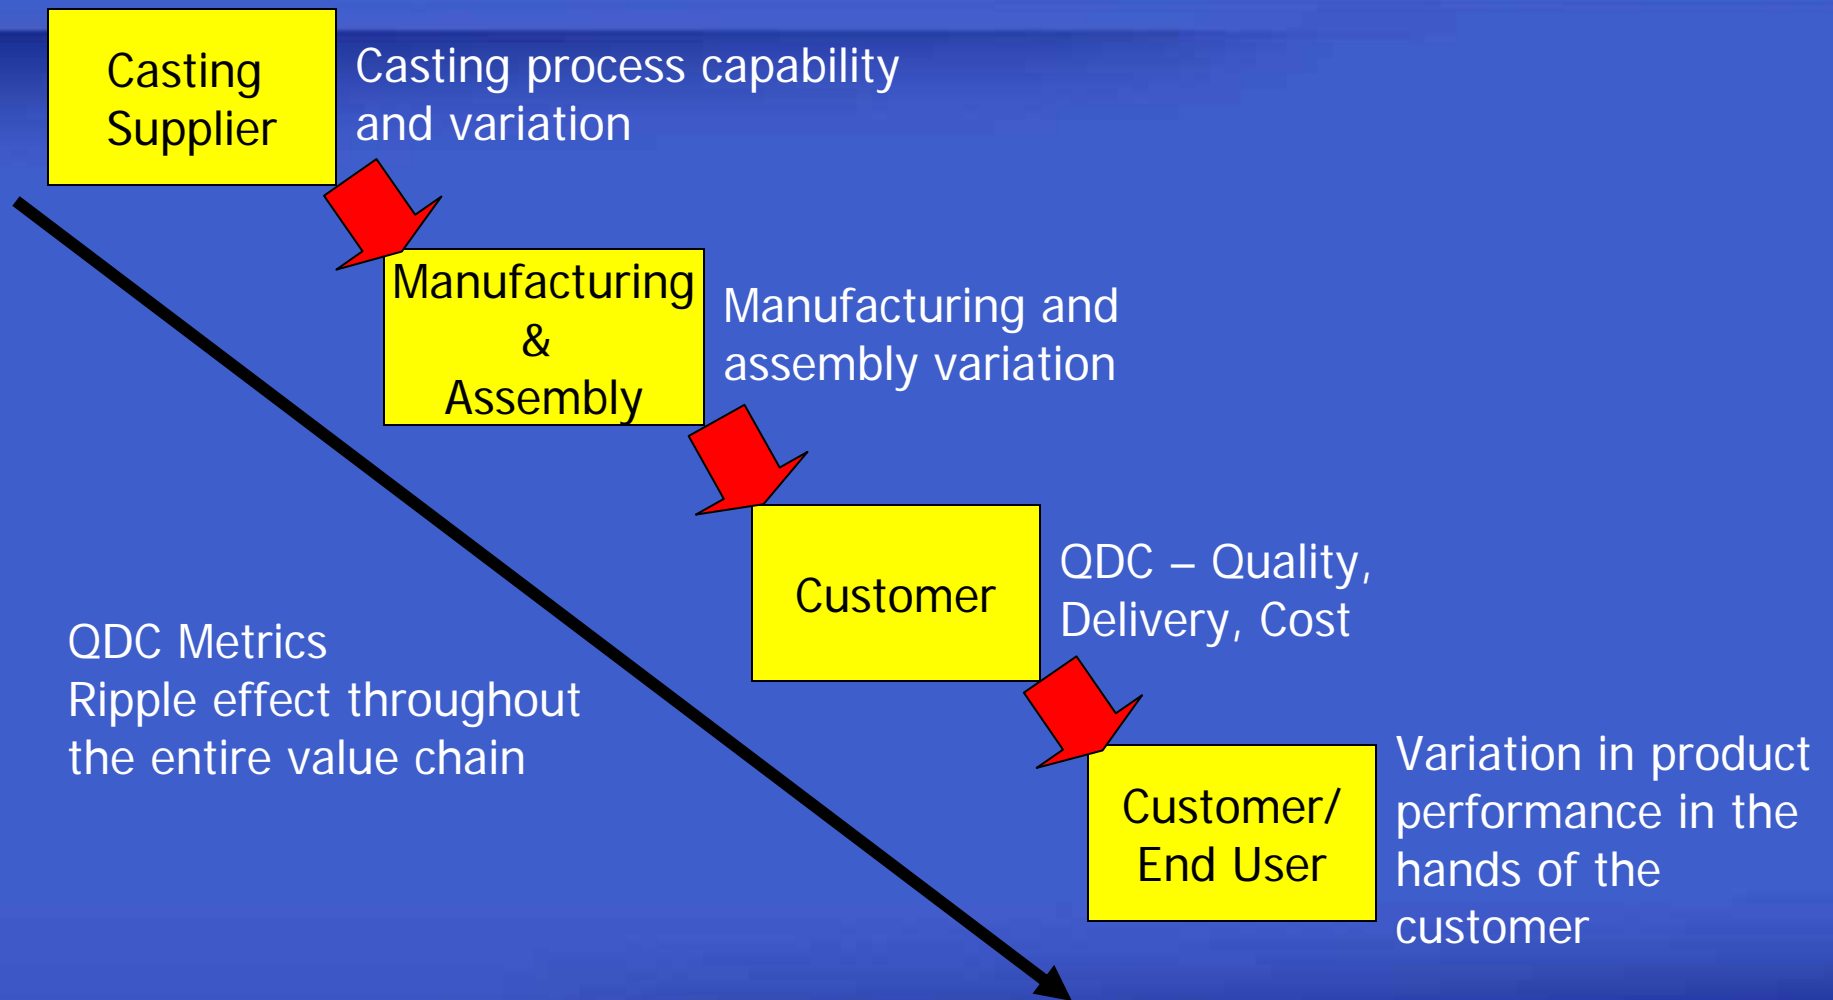 Casting
Supplier
Casting process capability
and variation
Manufacturing
&
Assembly
Manufacturing and
assembly variation
Customer
QDC – Quality,
Delivery, Cost
QDC Metrics
Ripple effect throughout
the entire value chain
Customer/
End User
Variation in product
performance in the
hands of the
customer